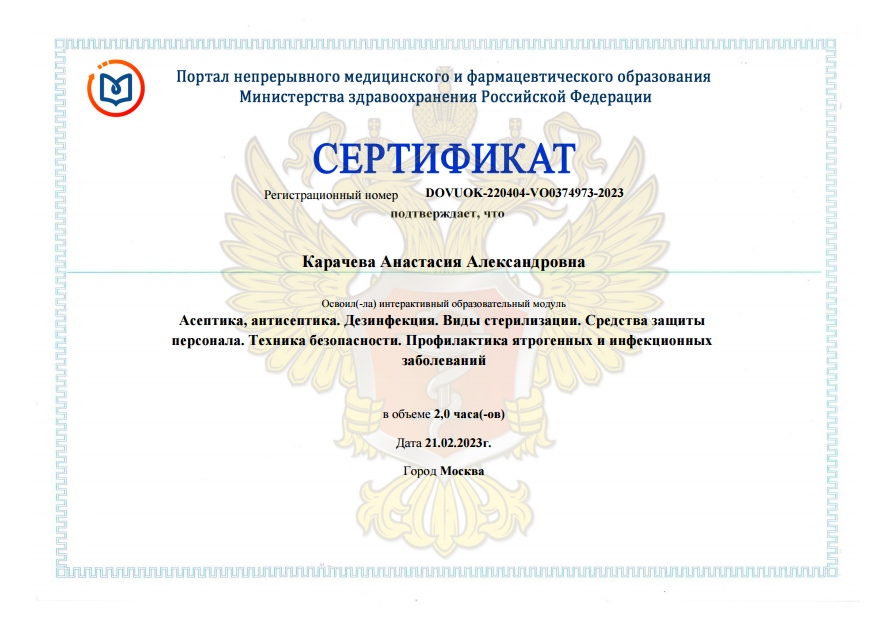 Портал непрерывного медицинского и фармацевтического образования
Министерства здравоохранения Российской Федерации
СЕРТИФИКАТ
Регистрационный номер DOVUOK-220404-VO0374973-2023
подтверждает, что
Карачева Анастасия Александровна
Освоил(-ла) интерактивный образовательный модуль
Асептика, антисептика. Дезинфекция. Виды стерилизации. Средства защиты
персонала. Техника безопасности. Профилактика ятрогенных и инфекционных
заболеваний
в объеме 2,0 часа(-ов)
Дата 21.02.2023г.
Город Москва